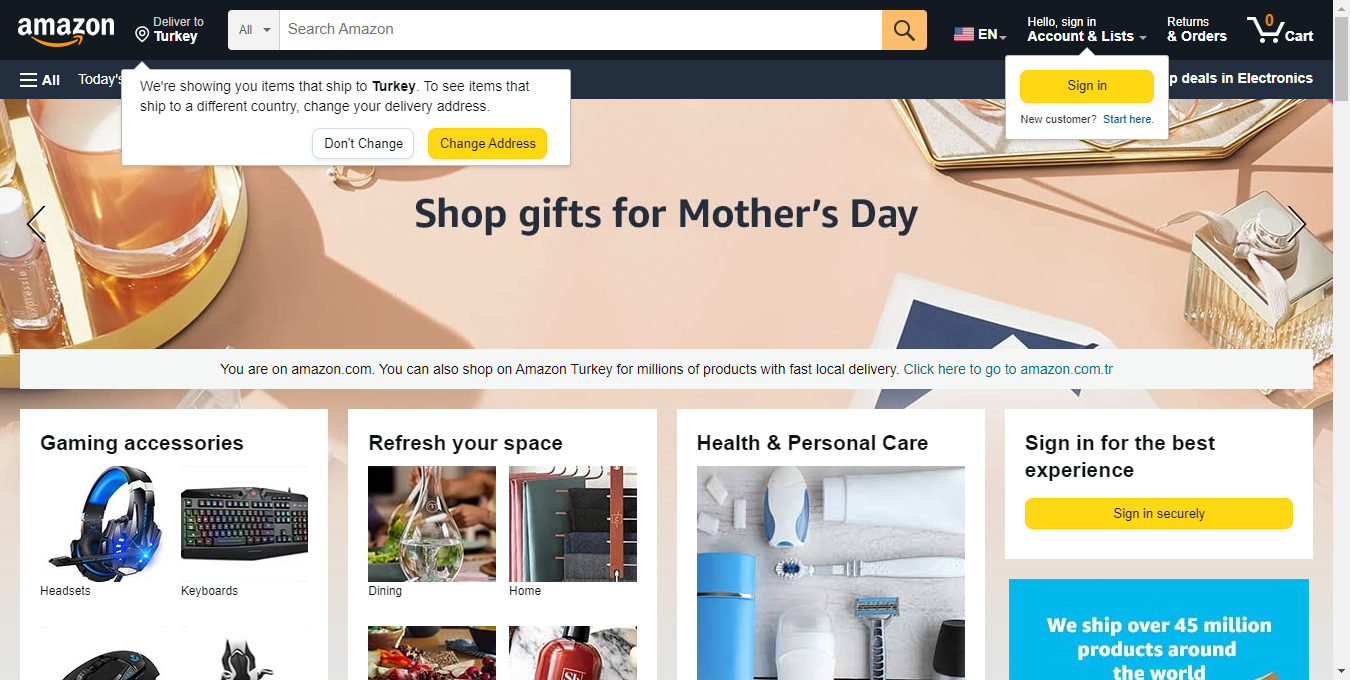 amazon
Deliver to
Turkey
All
Search Amazon
EN
Hello, sign in
Account & Lists
Returns
& Orders
0
Cart
All
Today's
p deals in Electronics
We're showing you items that ship to Turkey. To see items that
ship to a different country, change your delivery address.
Don't Change
Change Address
Sign in
New customer? Start here.
Shop gifts for Mother's Day
You are on amazon.com. You can also shop on Amazon Turkey for millions of products with fast local delivery. Click here to go to amazon.com.tr
Gaming accessories
Headsets
Keyboards
Refresh your space
Dining
Home
Health & Personal Care
Sign in for the best
experience
Sign in securely
We ship over 45 million
products around
the world